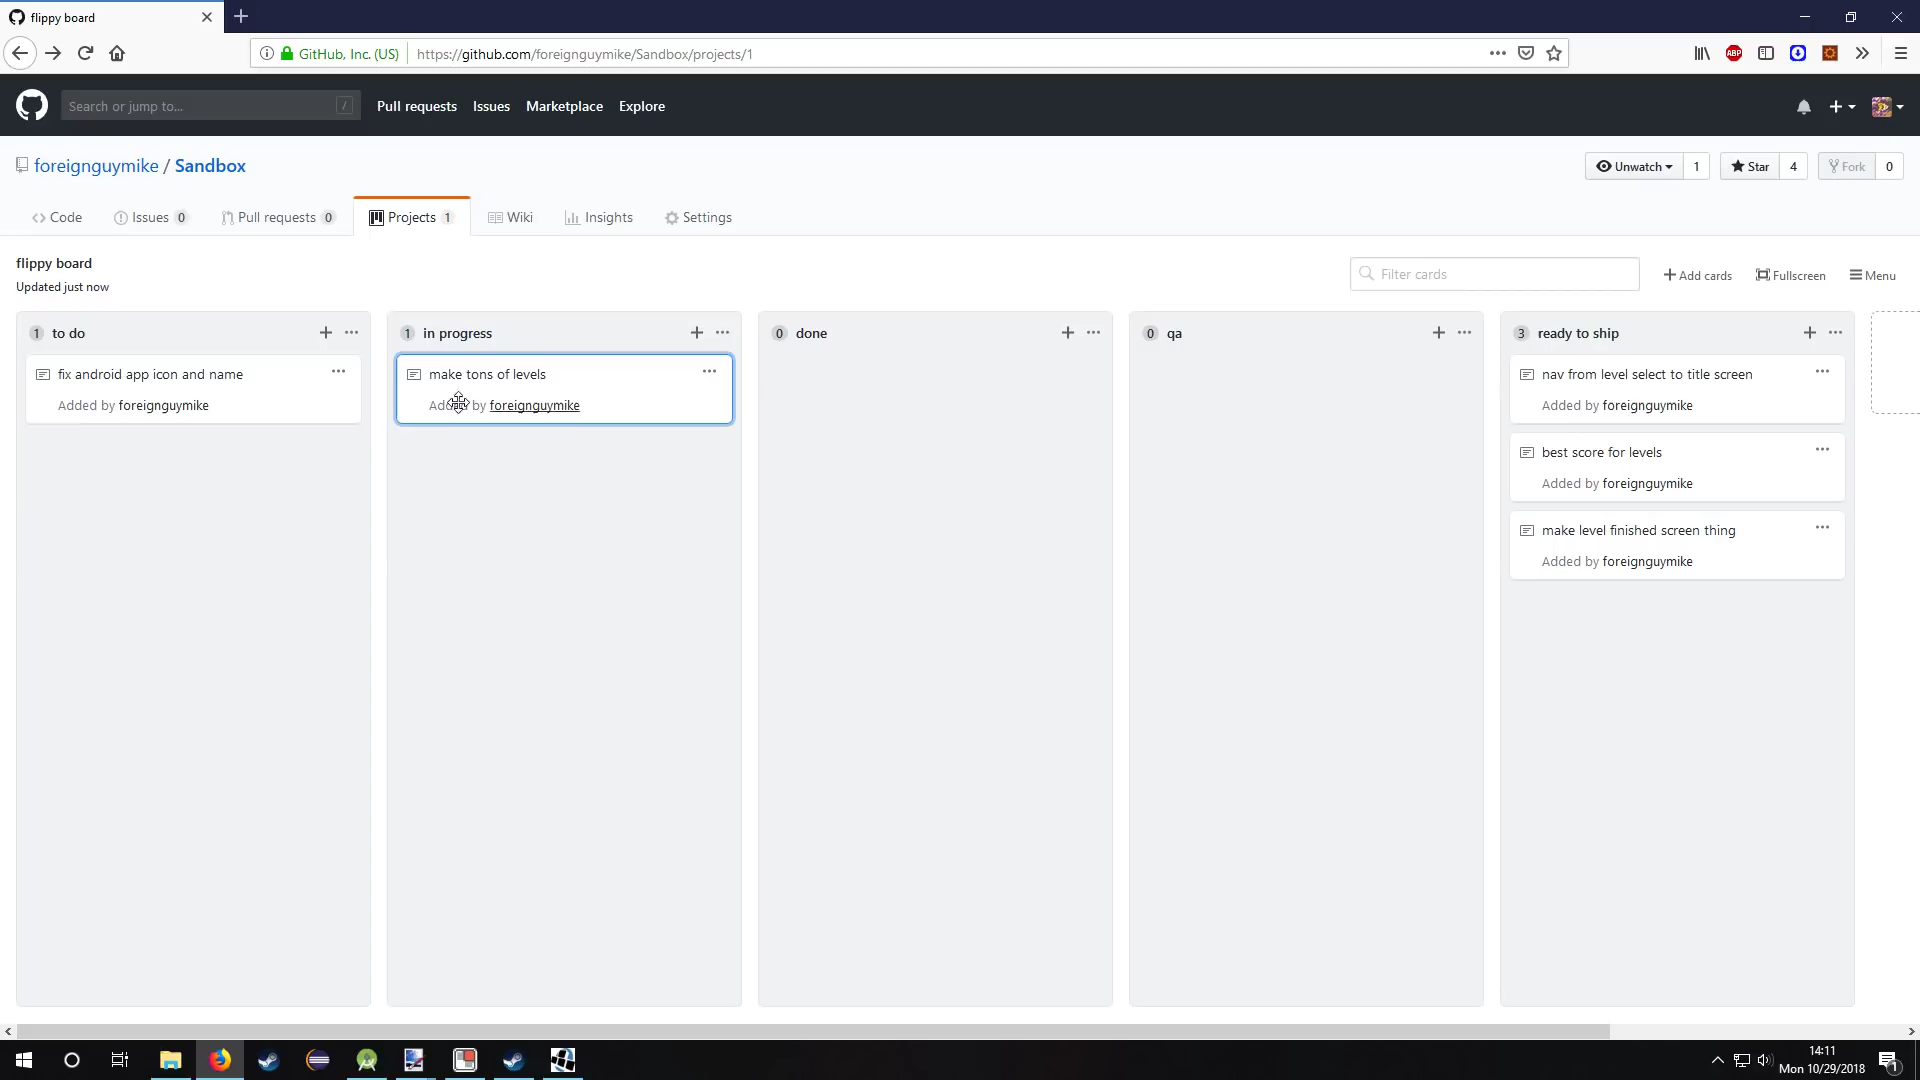 flippy board
GitHub, Inc. (US) https://github.com/foreignguymike/Sandbox/projects/1
ABP
Search or jump to... / Pull requests Issues Marketplace Explore
foreignguymike / Sandbox
Unwatch 1 Star 4 Fork 0
Code Issues 0 Pull requests 0 Projects 1 Wiki Insights Settings
flippy board
Updated just now
Filter cards
Add cards Fullscreen Menu
1 to do
fix android app icon and name
Added by foreignguymike
1 in progress
make tons of levels
by foreignguymike
0 done
0 qa
3 ready to ship
nav from level select to title screen
Added by foreignguymike
best score for levels
Added by foreignguymike
make level finished screen thing
Added by foreignguymike
14:11
Mon 10/29/2018
1